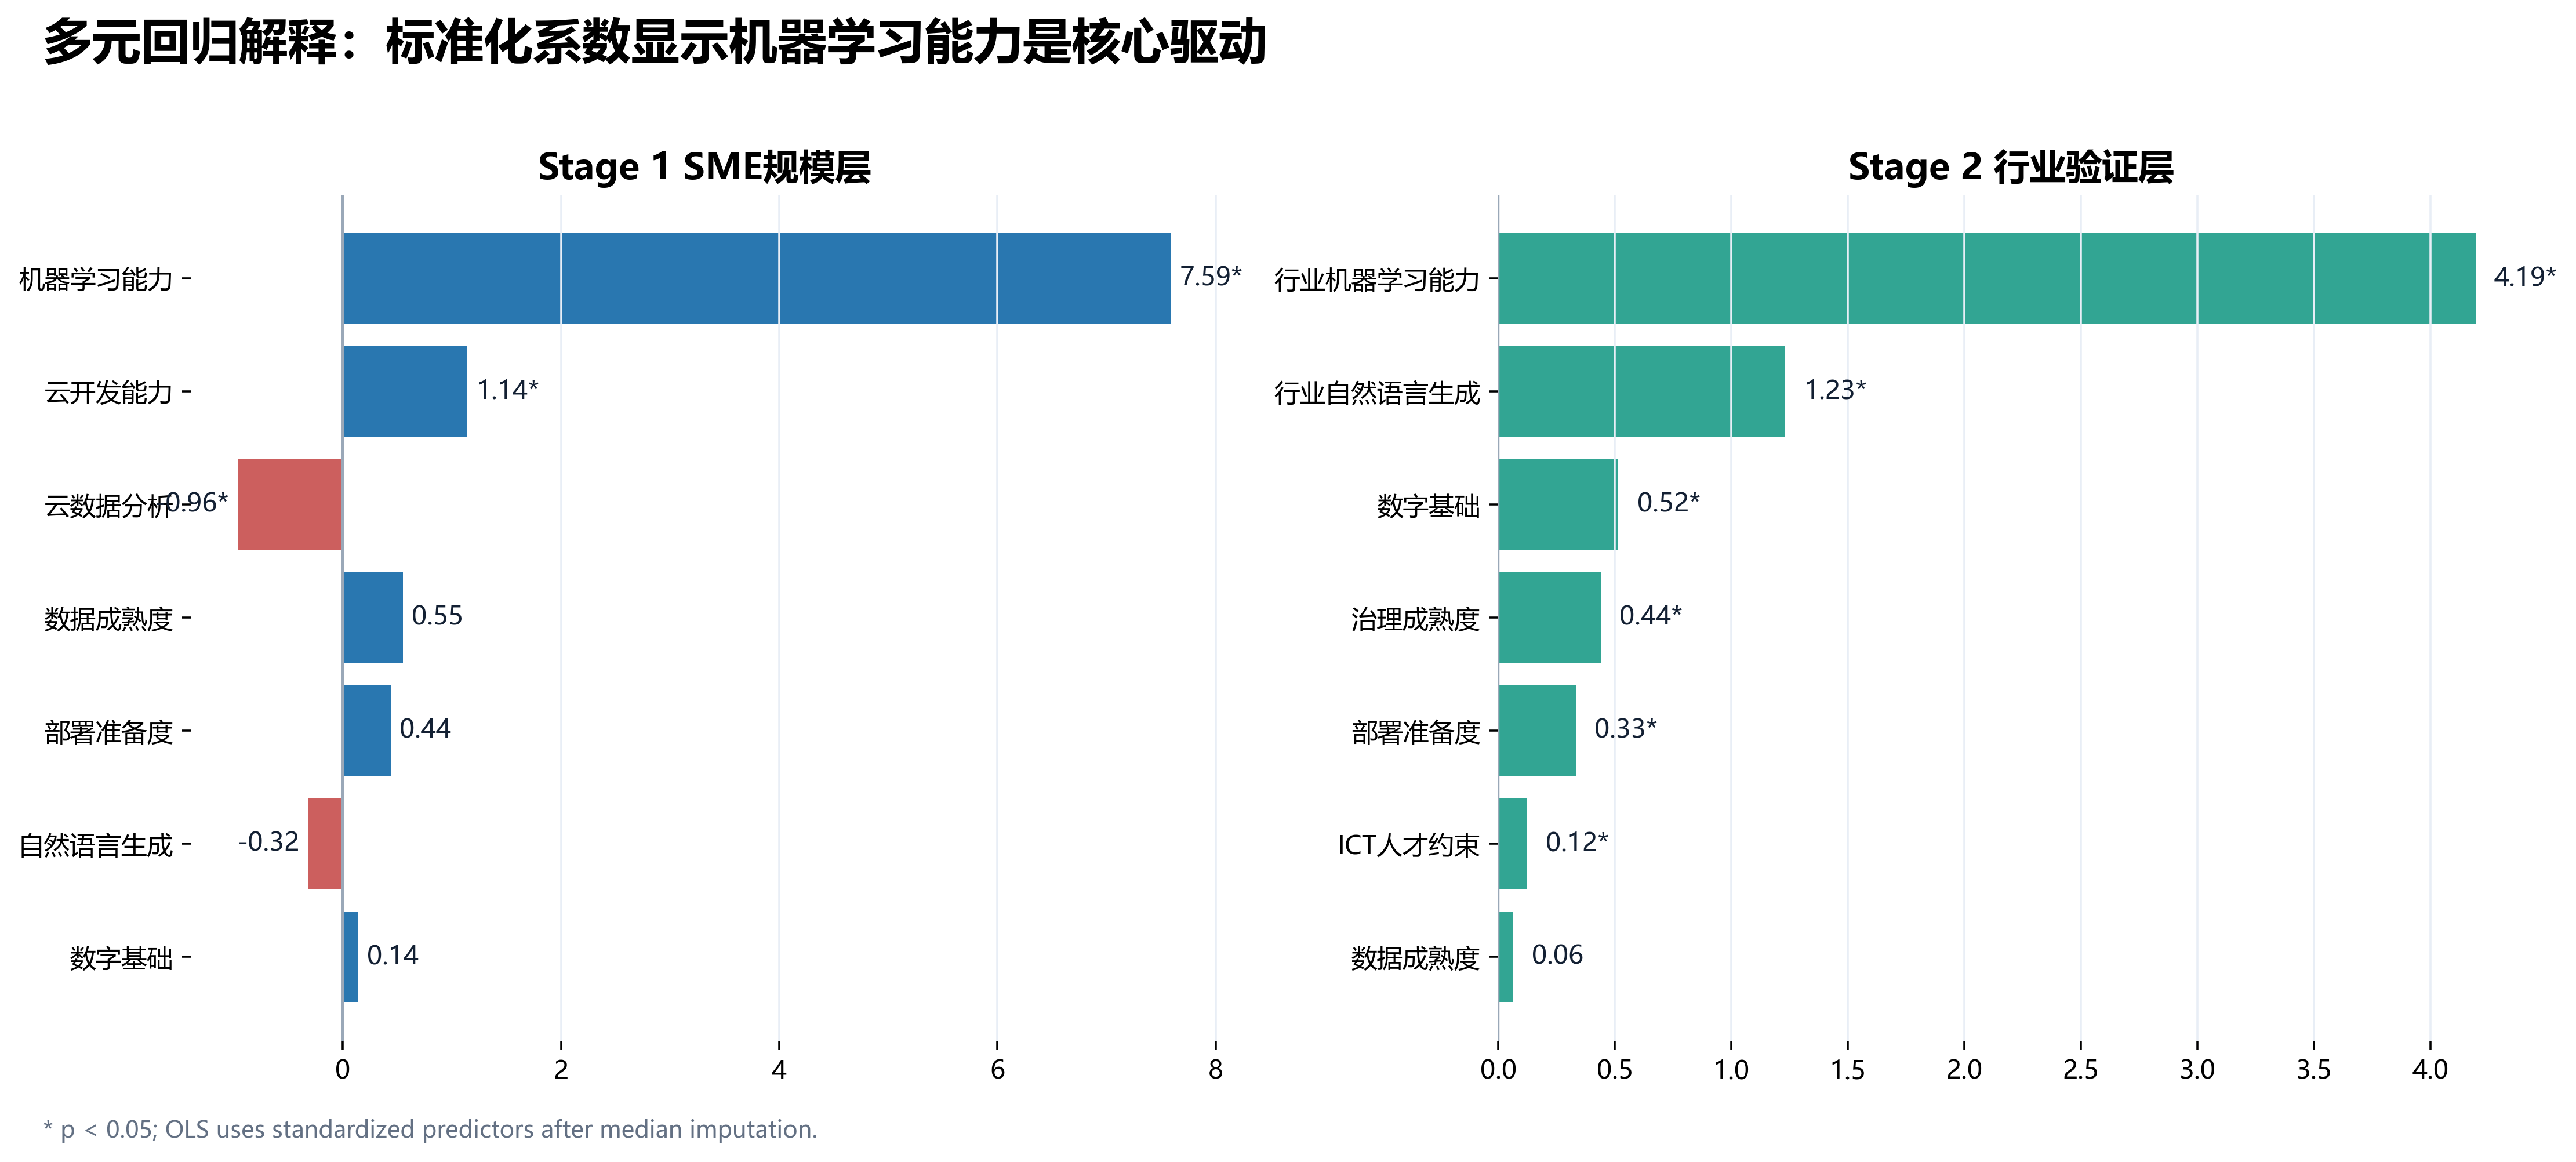 多元回归解释：标准化系数显示机器学习能力是核心驱动
Stage 1 SME规模层
机器学习能力
7.59*
云开发能力
1.14*
云数据分析
-0.96*
数据成熟度
0.55
部署准备度
0.44
自然语言生成
-0.32
数字基础
0.14
0 2 4 6 8
Stage 2 行业验证层
行业机器学习能力
4.19*
行业自然语言生成
1.23*
数字基础
0.52*
治理成熟度
0.44*
部署准备度
0.33*
ICT人才约束
0.12*
数据成熟度
0.06
0.0 0.5 1.0 1.5 2.0 2.5 3.0 3.5 4.0
* p < 0.05; OLS uses standardized predictors after median imputation.